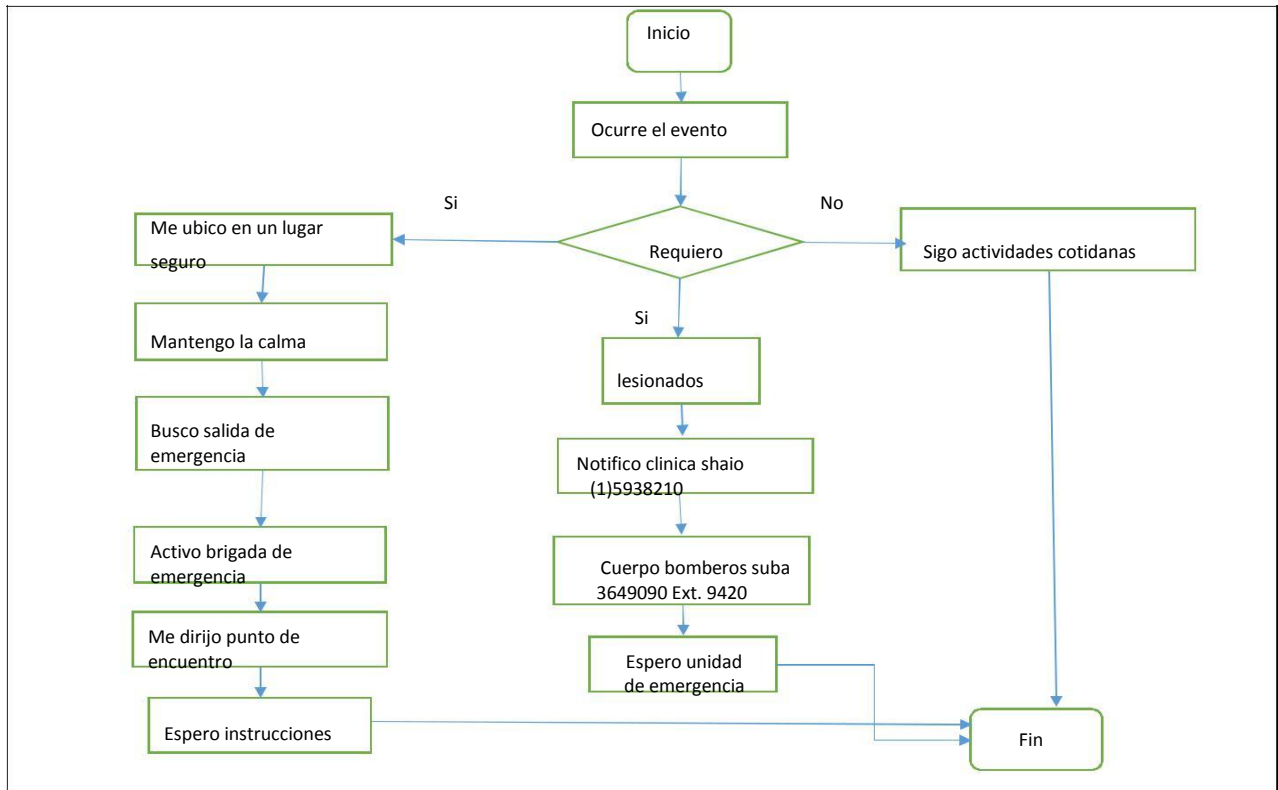 Inicio
Ocurre el evento
Si
No
Me ubico en un lugar
seguro
Requiero
Sigo actividades cotidanas
Si
Mantengo la calma
lesionados
Busco salida de
emergencia
Notifico clinica shaio
(1)5938210
Activo brigada de
emergencia
Cuerpo bomberos suba
3649090 Ext. 9420
Me dirijo punto de
encuentro
Espero unidad
de emergencia
Espero instrucciones
Fin